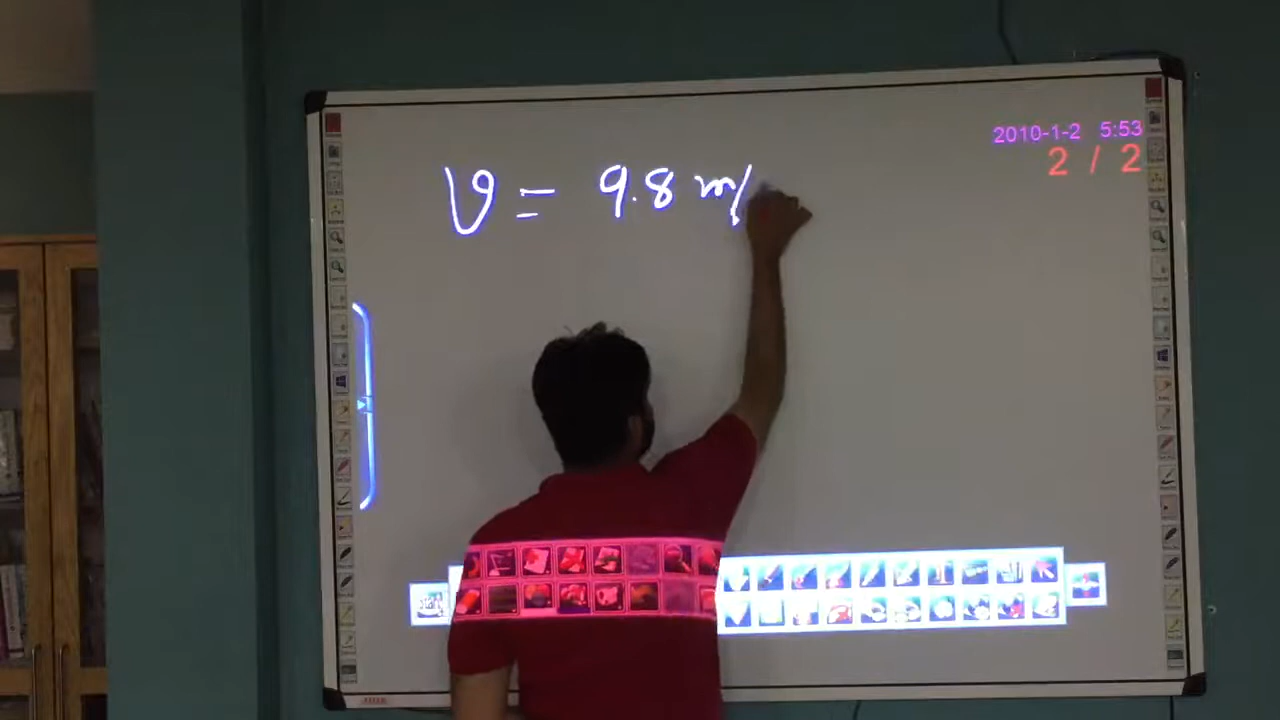 2010-1-2 5:53
2 / 2
v = 9.8 m/